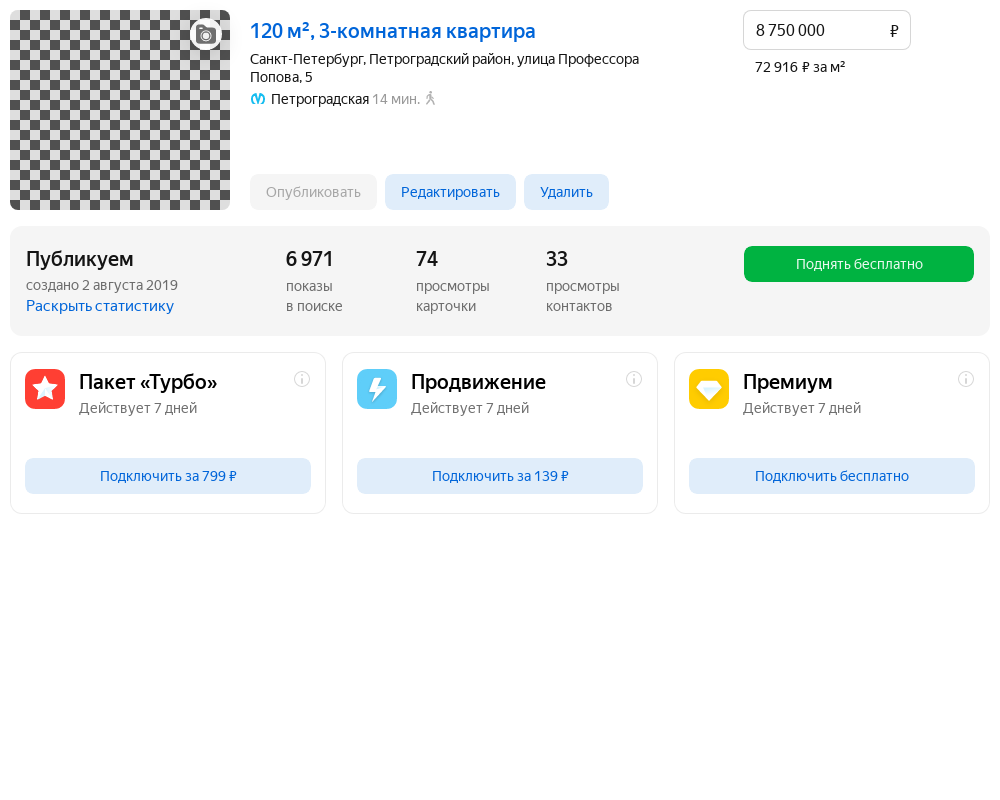 120 м², 3-комнатная квартира
8 750 000 ₽
Санкт-Петербург, Петроградский район, улица Профессора
Попова, 5
72 916 ₽ за м²
Петроградская 14 мин.
Опубликовать
Редактировать
Удалить
Публикуем
создано 2 августа 2019
Раскрыть статистику
6 971
показы
в поиске
74
просмотры
карточки
33
просмотры
контактов
Поднять бесплатно
Пакет «Турбо»
Действует 7 дней
Подключить за 799 ₽
Продвижение
Действует 7 дней
Подключить за 139 ₽
Премиум
Действует 7 дней
Подключить бесплатно